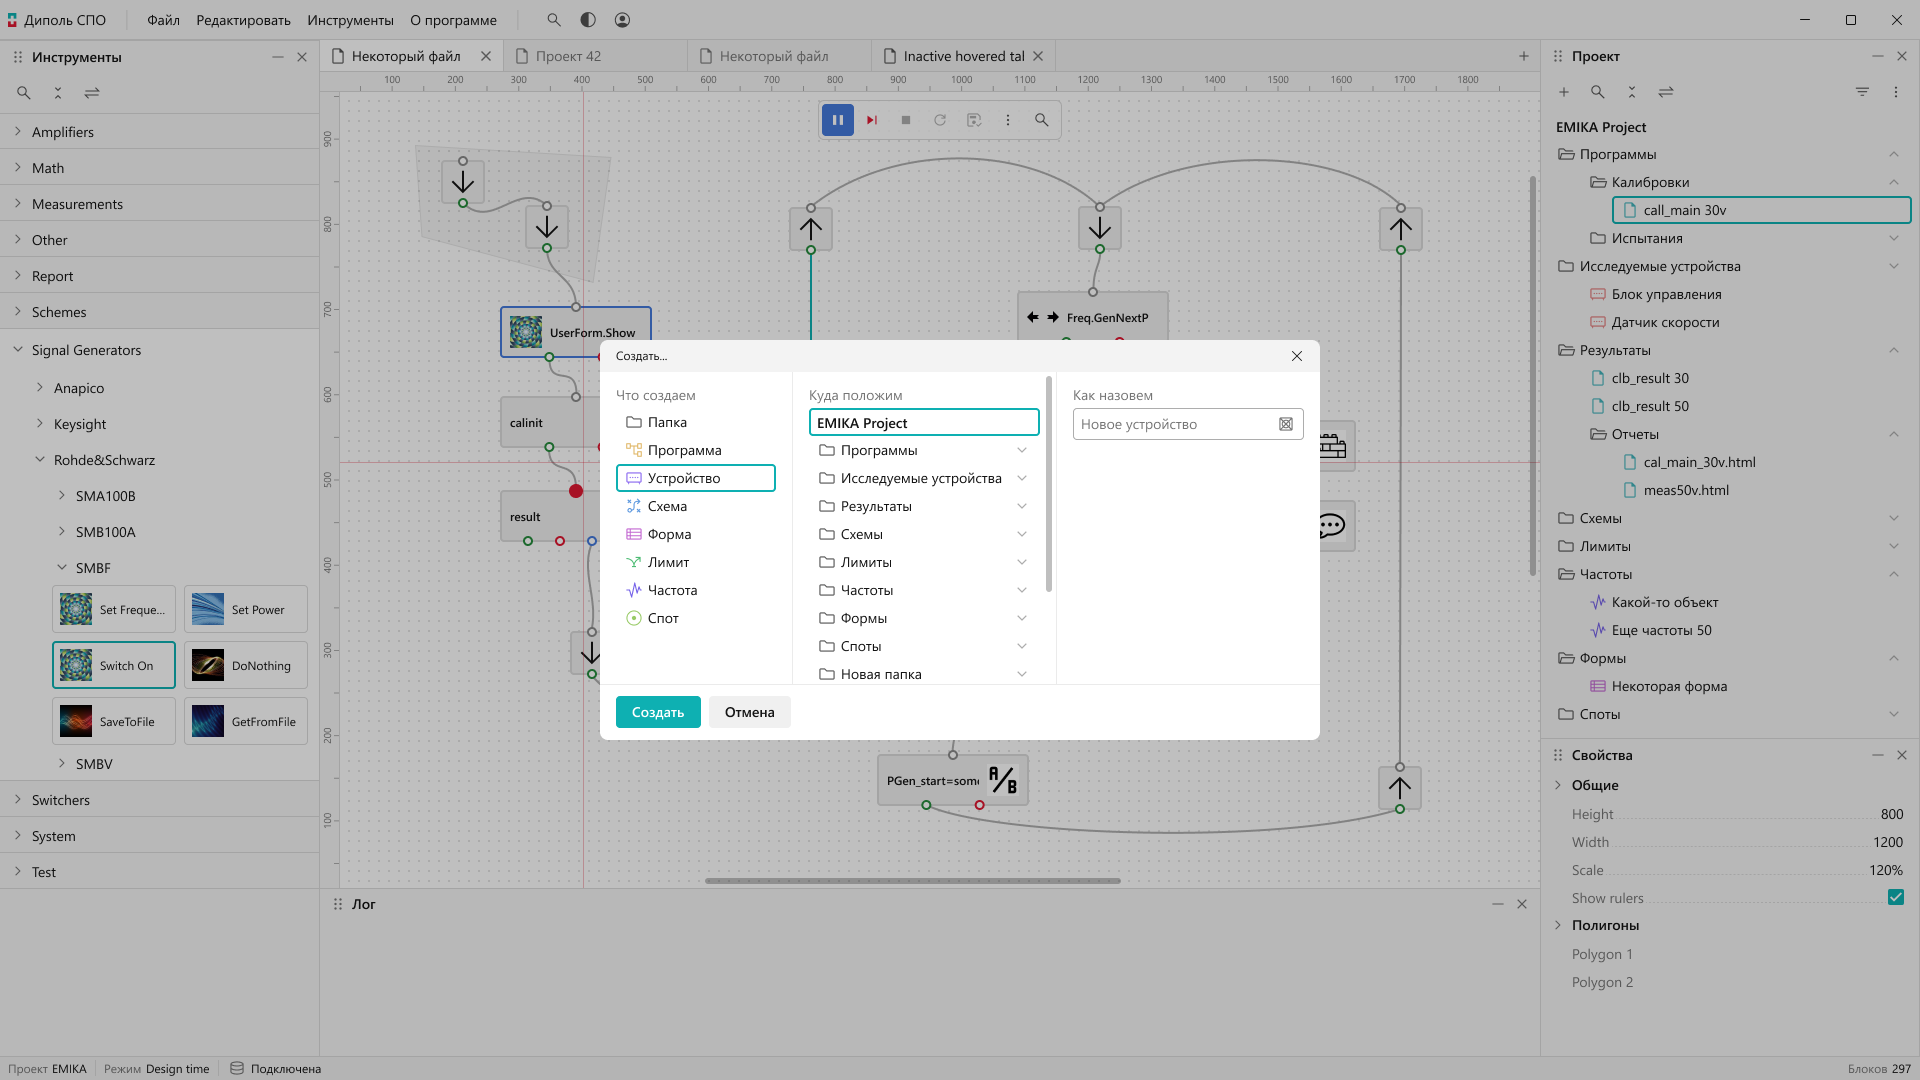 Диполь СПО
Файл
Редактировать
Инструменты
О программе
Инструменты
Некоторый файл
Проект 42
Некоторый файл
Inactive hovered tal
Проект
100 200 300 400 500 600 700 800 900 1000 1100 1200 1300 1400 1500 1600 1700 1800
900
800
700
600
500
400
300
200
100
Amplifiers
Math
Measurements
Other
Report
Schemes
Signal Generators
Anapico
Keysight
Rohde&Schwarz
SMA100B
SMB100A
SMBF
Set Freque...
Set Power
Switch On
DoNothing
SaveToFile
GetFromFile
SMBV
Switchers
System
Test
UserForm.Show
calinit
result
Freq.GenNextP
PGen_start=some
A/B
Создать...
Что создаем
Папка
Программа
Устройство
Схема
Форма
Лимит
Частота
Спот
Куда положим
EMIKA Project
Программы
Исследуемые устройства
Результаты
Схемы
Лимиты
Частоты
Формы
Споты
Новая папка
Как назовем
Новое устройство
Создать
Отмена
Лог
EMIKA Project
Программы
Калибровки
call_main 30v
Испытания
Исследуемые устройства
Блок управления
Датчик скорости
Результаты
clb_result 30
clb_result 50
Отчеты
cal_main_30v.html
meas50v.html
Схемы
Лимиты
Частоты
Какой-то объект
Еще частоты 50
Формы
Некоторая форма
Споты
Свойства
Общие
Height 800
Width 1200
Scale 120%
Show rulers
Полигоны
Polygon 1
Polygon 2
Проект EMIKA
Режим Design time
Подключена
Блоков 297